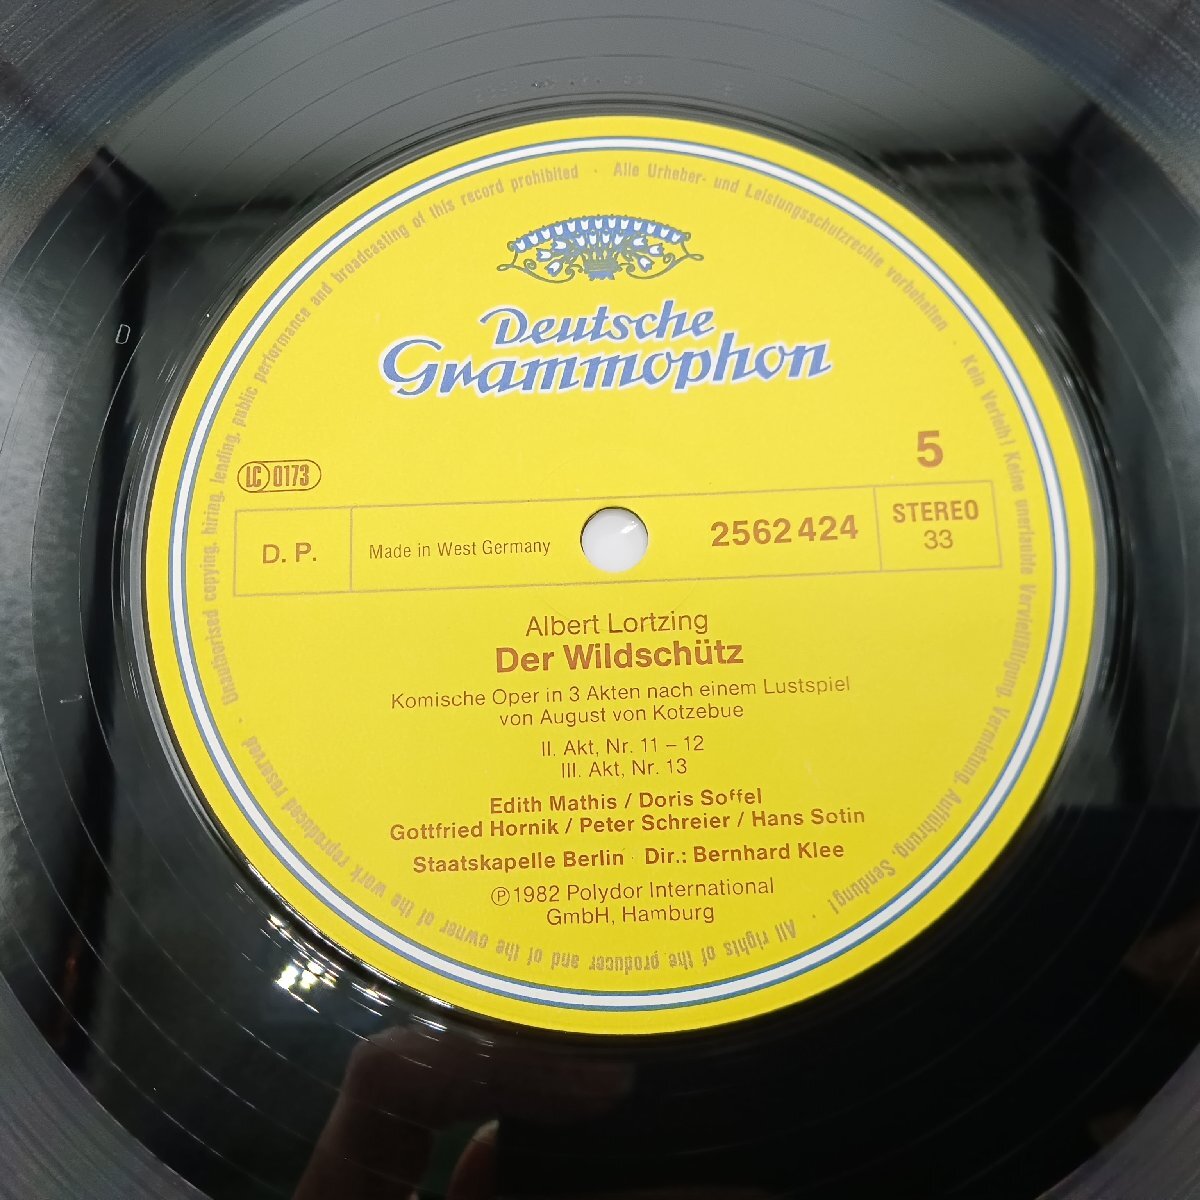 Deutsche
Grammophon
5
LC 0173
D. P.
Made in West Germany
2562 424
STEREO
33
Albert Lortzing
Der Wildschütz
Komische Oper in 3 Akten nach einem Lustspiel
von August von Kotzebue
II. Akt, Nr. 11 – 12
III. Akt, Nr. 13
Edith Mathis / Doris Soffel
Gottfried Hornik / Peter Schreier / Hans Sotin
Staatskapelle Berlin · Dir.: Bernhard Klee
℗ 1982 Polydor International
GmbH, Hamburg
Alle Urheber- und Leistungsschutzrechte vorbehalten · Kein Verleih! Keine unerlaubte Vervielfältigung, Vermietung, Aufführung, Sendung! · All rights of the producer and of the owner of the work reproduced reserved · Unauthorised copying, hiring, lending, public performance and broadcasting of this record prohibited ·